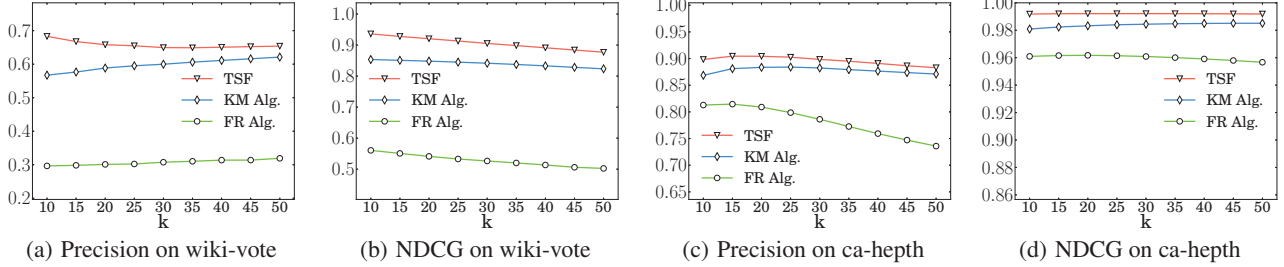 0.7
0.6
0.5
0.4
0.3
0.2
10 15 20 25 30 35 40 45 50
k
TSF
KM Alg.
FR Alg.
(a) Precision on wiki-vote
1.0
0.9
0.8
0.7
0.6
0.5
10 15 20 25 30 35 40 45 50
k
TSF
KM Alg.
FR Alg.
(b) NDCG on wiki-vote
1.00
0.95
0.90
0.85
0.80
0.75
0.70
0.65
10 15 20 25 30 35 40 45 50
k
TSF
KM Alg.
FR Alg.
(c) Precision on ca-hepth
1.00
0.98
0.96
0.94
0.92
0.90
0.88
0.86
10 15 20 25 30 35 40 45 50
k
TSF
KM Alg.
FR Alg.
(d) NDCG on ca-hepth